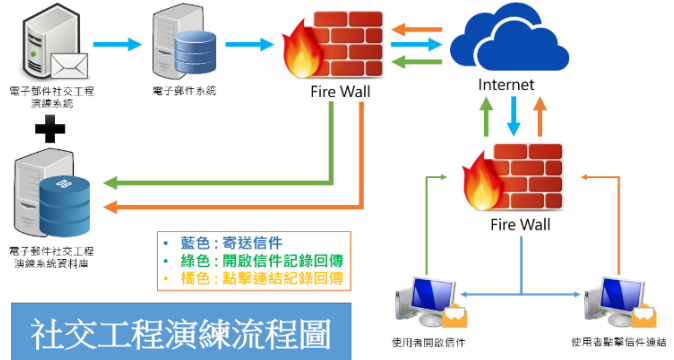 電子郵件社交工程
演練系統
電子郵件系統
Fire Wall
Internet
DB
電子郵件社交工程
演練系統資料庫
• 藍色 : 寄送信件
• 綠色 : 開啟信件記錄回傳
• 橘色 : 點擊連結紀錄回傳
Fire Wall
使用者開啟信件
使用者點擊信件連結
社交工程演練流程圖